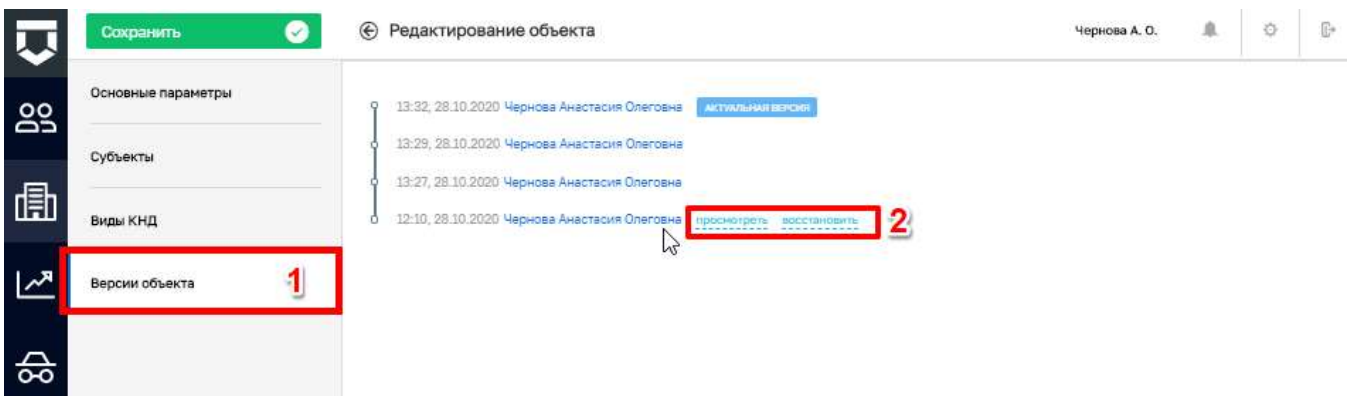 Сохранить
Редактирование объекта
Чернова А. О.
Основные параметры
Субъекты
Виды КНД
Версии объекта
1
13:32, 28.10.2020 Чернова Анастасия Олеговна АКТУАЛЬНАЯ ВЕРСИЯ
13:29, 28.10.2020 Чернова Анастасия Олеговна
13:27, 28.10.2020 Чернова Анастасия Олеговна
12:10, 28.10.2020 Чернова Анастасия Олеговна просмотреть восстановить 2